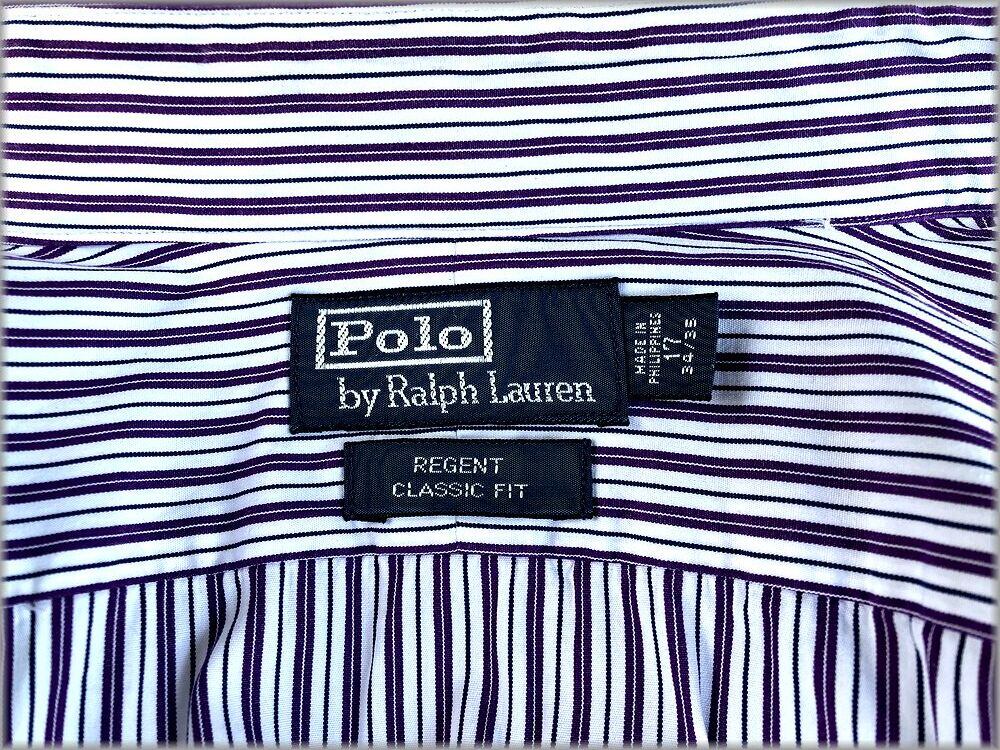 Polo
by Ralph Lauren
MADE IN
PHILIPPINES
17
34/35
REGENT
CLASSIC FIT